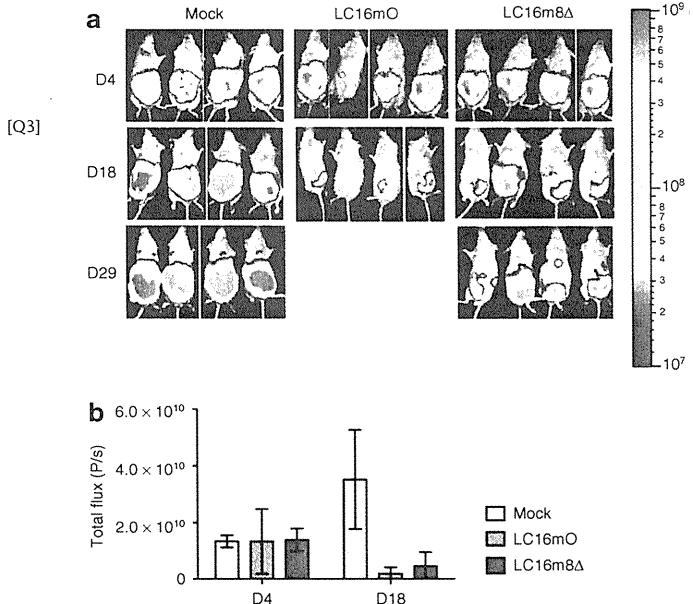 a
Mock LC16mO LC16m8Δ
D4
[Q3]
D18
D29
10⁹
6
5
4
3
2
10⁸
8
7
6
5
4
3
2
10⁷
b
Total flux (P/s)
6.0 × 10¹⁰
4.0 × 10¹⁰
2.0 × 10¹⁰
0
D4 D18
Mock
LC16mO
LC16m8Δ